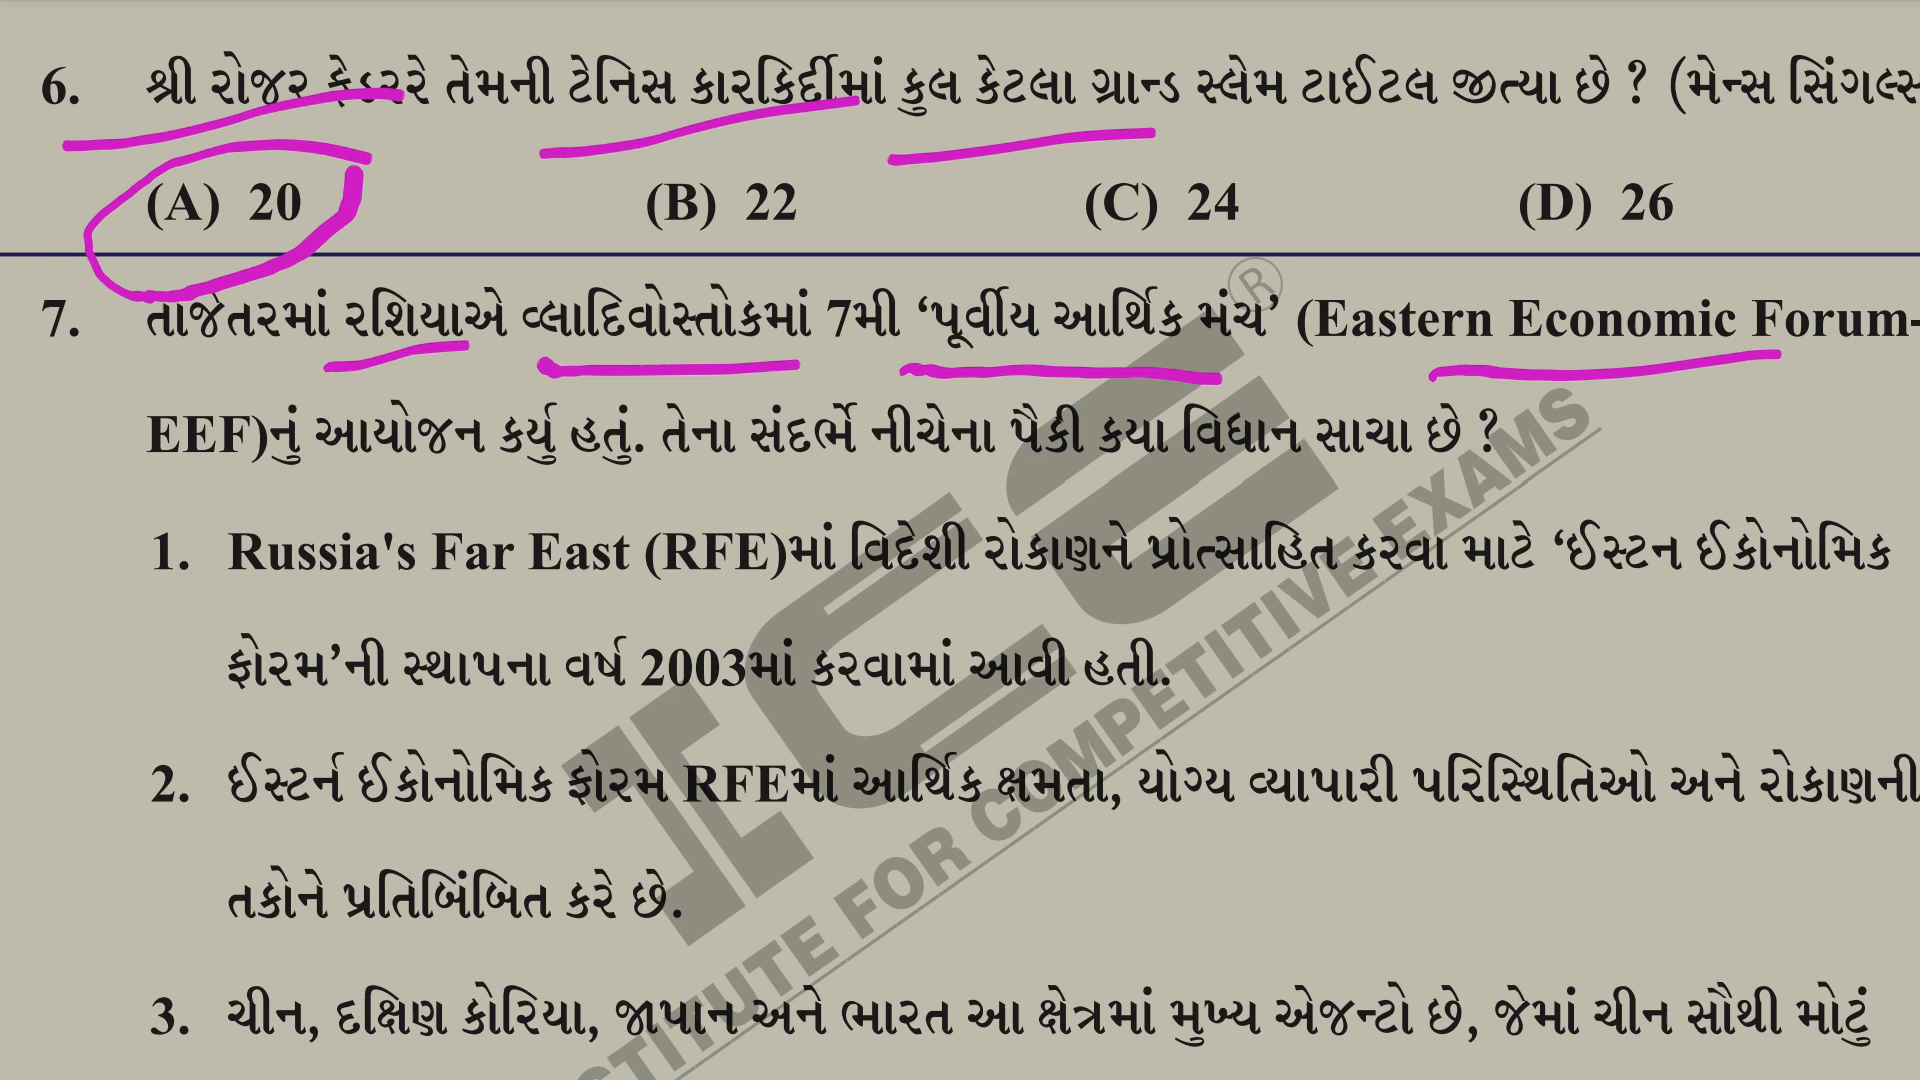 6. શ્રી રોજર ફેડરરે તેમની ટેનિસ કારકિર્દીમાં કુલ કેટલા ગ્રાન્ડ સ્લેમ ટાઈટલ જીત્યા છે ? (મેન્સ સિંગલ્સ
(A) 20 (B) 22 (C) 24 (D) 26
7. તાજેતરમાં રશિયાએ વ્લાદિવોસ્તોકમાં 7મી ‘પૂર્વીય આર્થિક મંચ’ (Eastern Economic Forum-
EEF)નું આયોજન કર્યુ હતું. તેના સંદર્ભે નીચેના પૈકી કયા વિધાન સાચા છે ?
1. Russia's Far East (RFE)માં વિદેશી રોકાણને પ્રોત્સાહિત કરવા માટે ‘ઈસ્ટન ઈકોનોમિક
ફોરમ’ની સ્થાપના વર્ષ 2003માં કરવામાં આવી હતી.
2. ઈસ્ટર્ન ઈકોનોમિક ફોરમ RFEમાં આર્થિક ક્ષમતા, યોગ્ય વ્યાપારી પરિસ્થિતિઓ અને રોકાણની
તકોને પ્રતિબિંબિત કરે છે.
3. ચીન, દક્ષિણ કોરિયા, જાપાન અને ભારત આ ક્ષેત્રમાં મુખ્ય એજન્ટો છે, જેમાં ચીન સૌથી મોટું
ICE ®
STITUTE FOR COMPETITIVE EXAMS